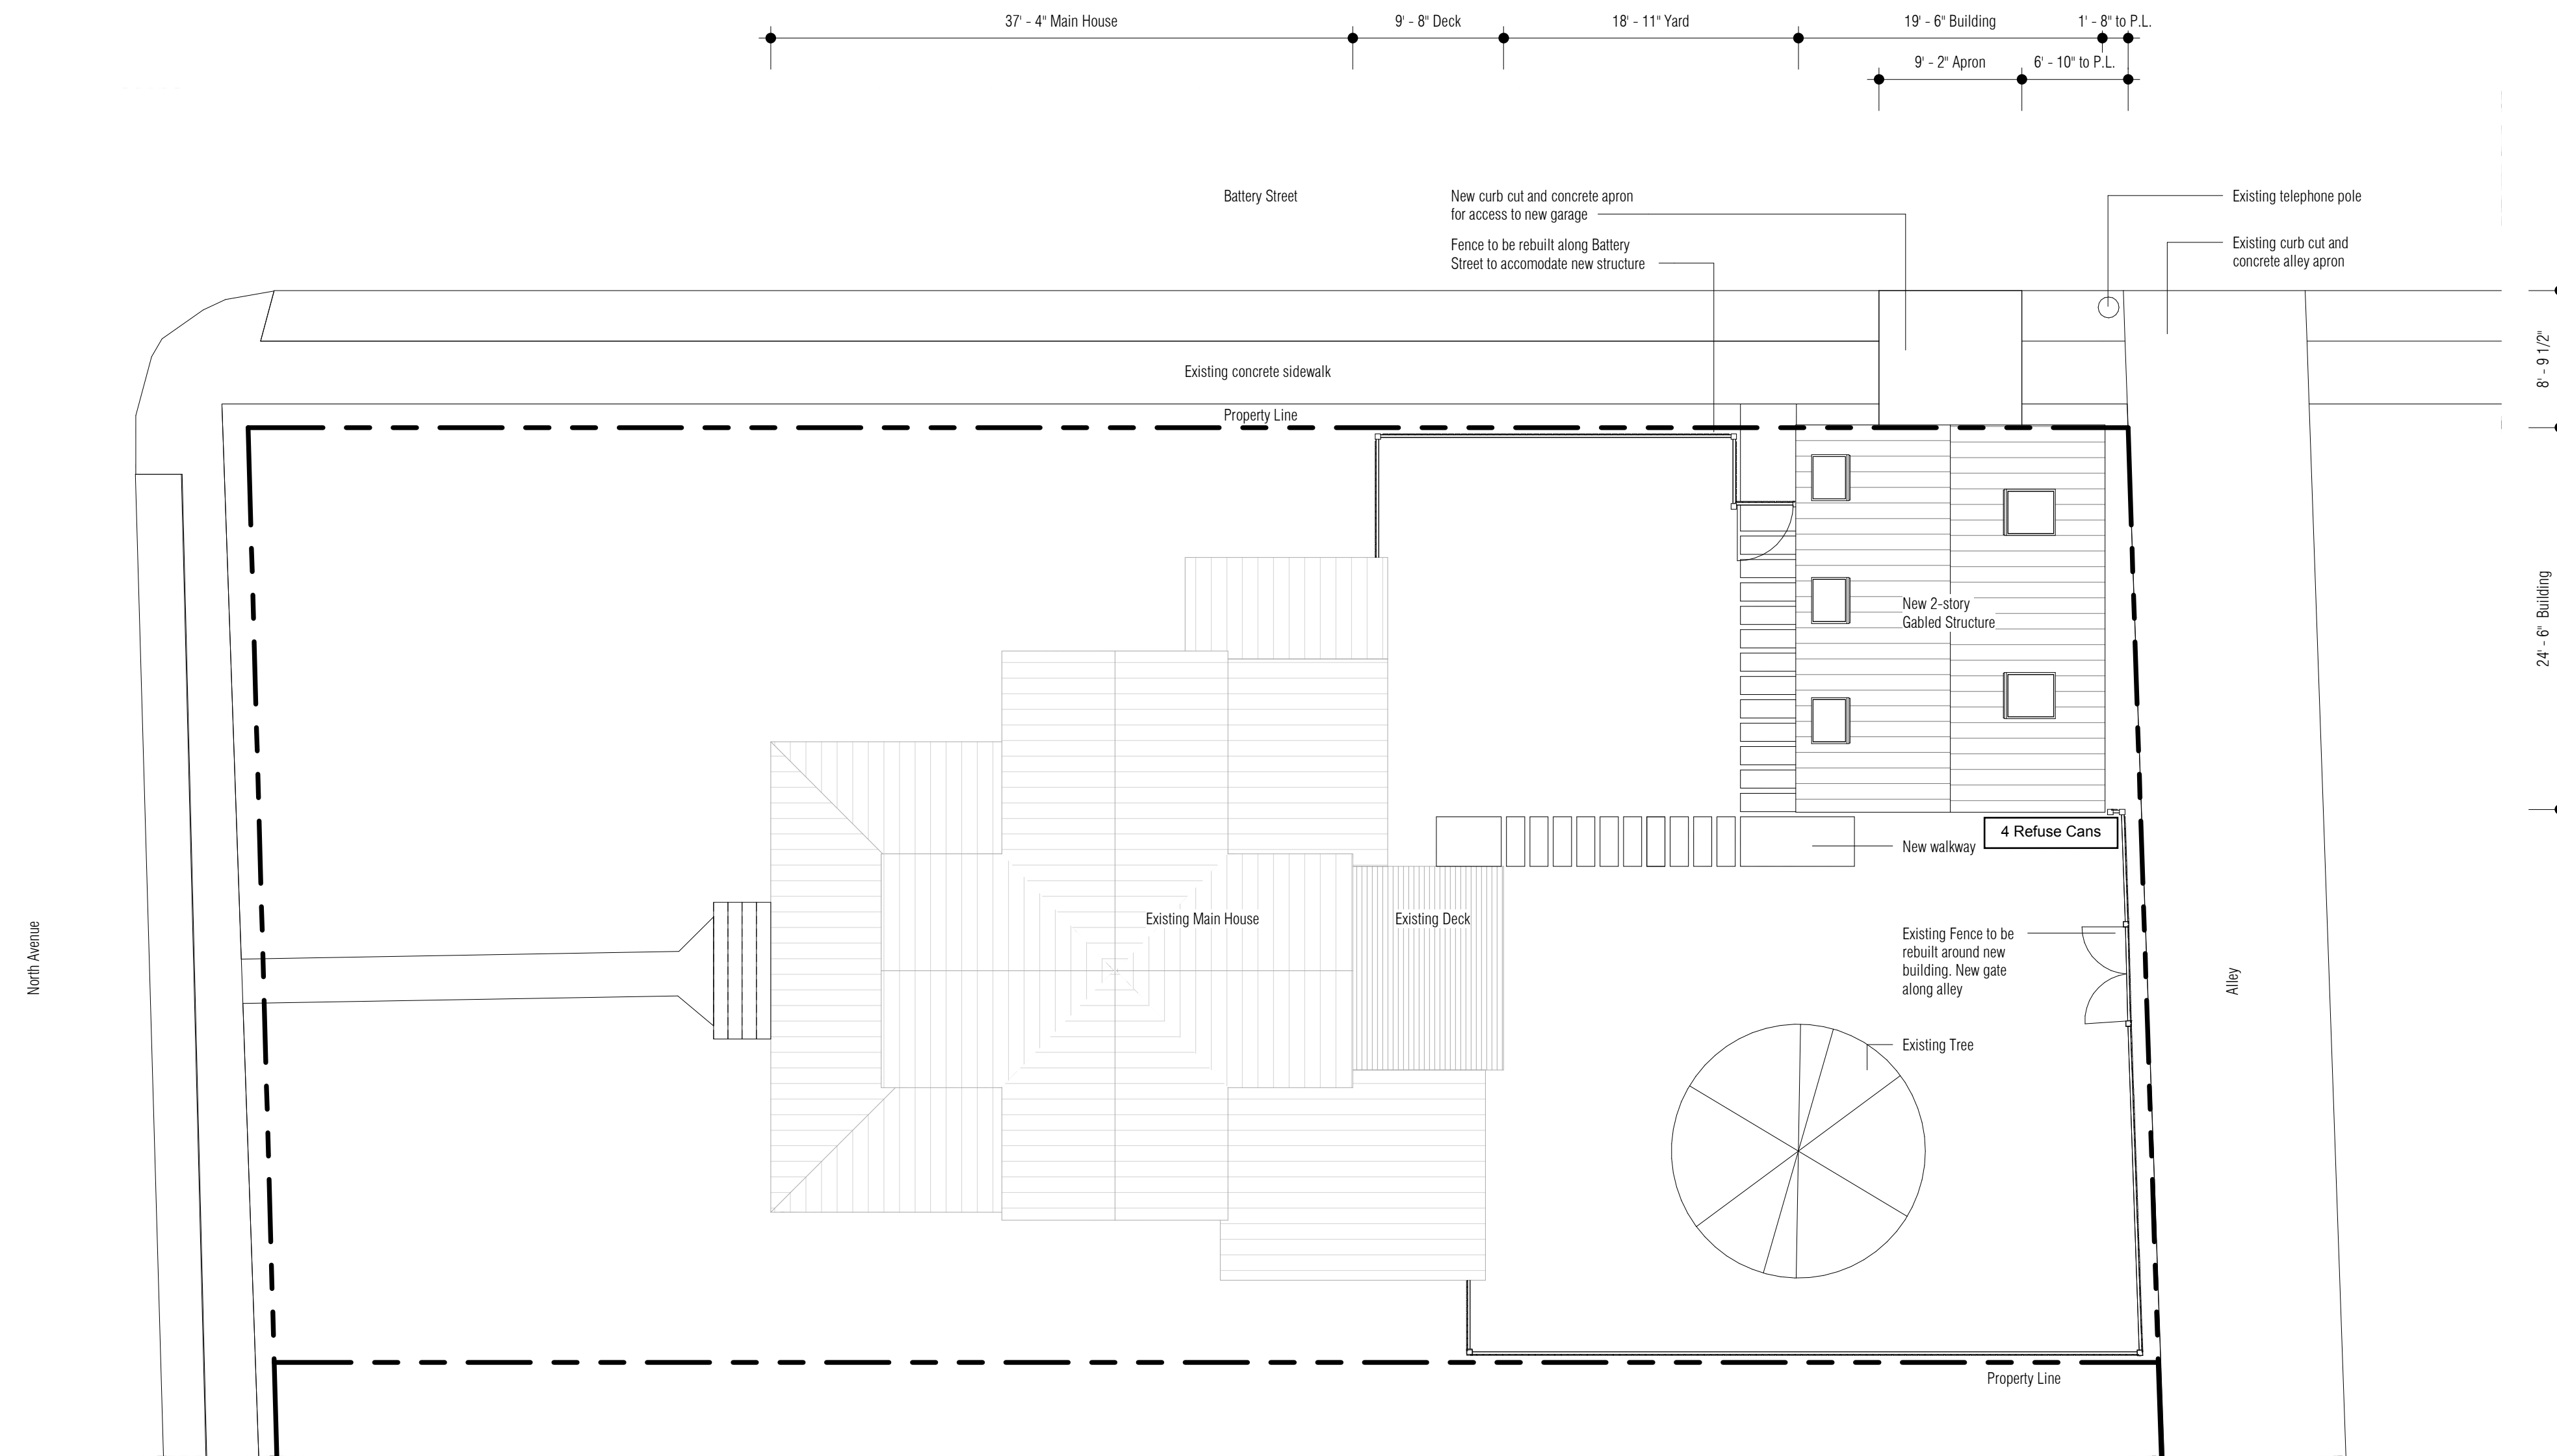 37' - 4" Main House
9' - 8" Deck
18' - 11" Yard
19' - 6" Building
1' - 8" to P.L.
9' - 2" Apron
6' - 10" to P.L.
Battery Street
New curb cut and concrete apron
for access to new garage
Fence to be rebuilt along Battery
Street to accomodate new structure
Existing telephone pole
Existing curb cut and
concrete alley apron
8' - 9 1/2"
Existing concrete sidewalk
Property Line
New 2-story
Gabled Structure
24' - 6" Building
4 Refuse Cans
New walkway
Existing Main House
Existing Deck
Existing Fence to be
rebuilt around new
building. New gate
along alley
North Avenue
Alley
Existing Tree
Property Line